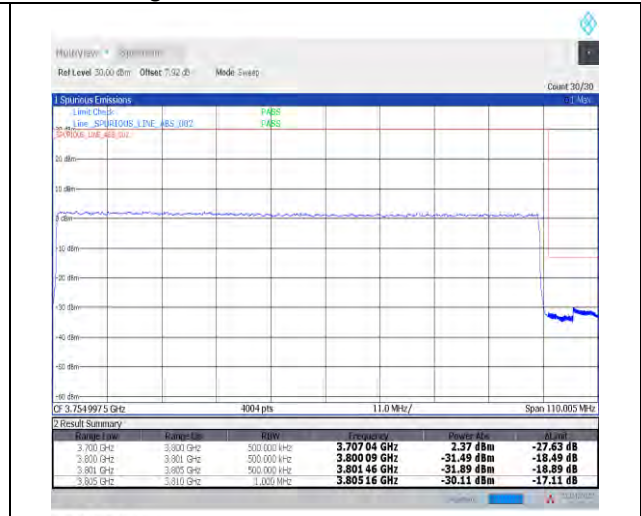 MultiView Spectrum
Ref Level 30.00 dBm Offset 7.92 dB Mode Sweep
Count 30/30
1 Spurious Emissions
Limit Check PASS
Line _SPURIOUS_LINE_ABS_002 PASS
SPURIOUS_LINE_ABS_002
20 dBm
10 dBm
0 dBm
-10 dBm
-20 dBm
-30 dBm
-40 dBm
-50 dBm
-60 dBm
CF 3.7549975 GHz 4004 pts 11.0 MHz/ Span 110.005 MHz
2 Result Summary
Range Low Range Up RBW Frequency Power Abs ΔLimit
3.700 GHz 3.800 GHz 500.000 kHz 3.707 04 GHz 2.37 dBm -27.63 dB
3.800 GHz 3.801 GHz 500.000 kHz 3.800 09 GHz -31.49 dBm -18.49 dB
3.801 GHz 3.805 GHz 500.000 kHz 3.801 46 GHz -31.89 dBm -18.89 dB
3.805 GHz 3.810 GHz 1.000 MHz 3.805 16 GHz -30.11 dBm -17.11 dB